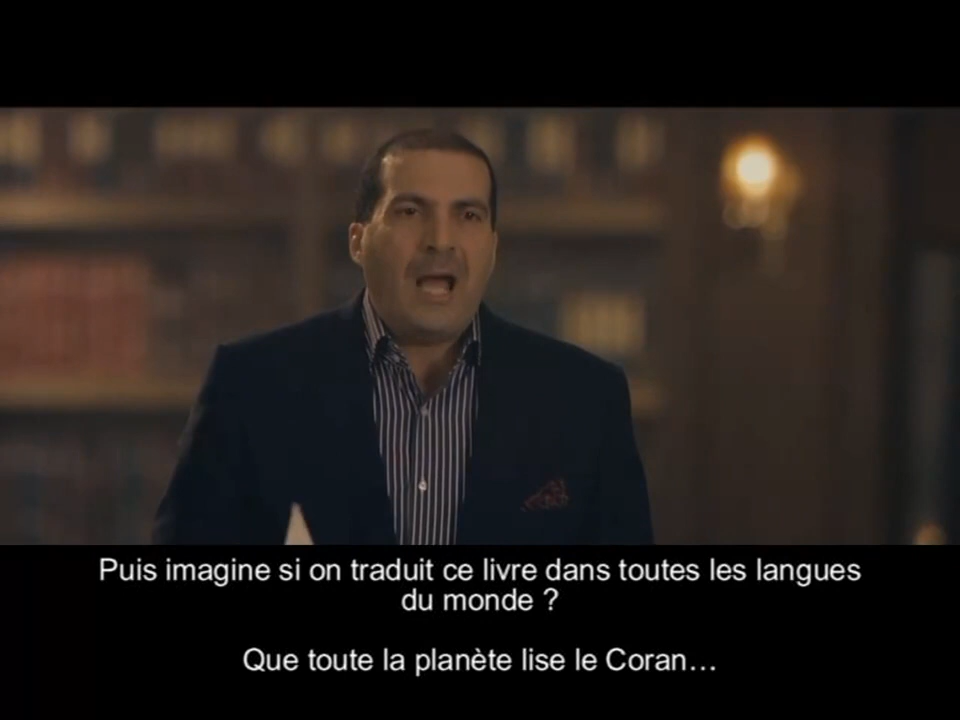 Puis imagine si on traduit ce livre dans toutes les langues
du monde ?
Que toute la planète lise le Coran…